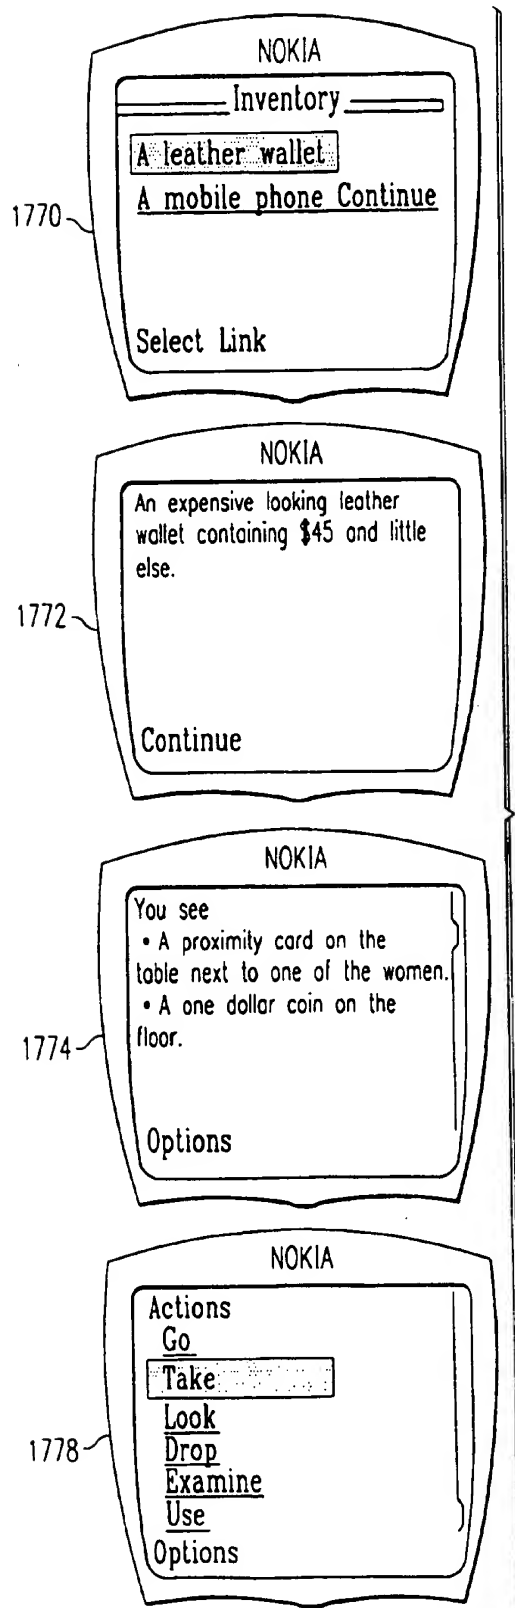 NOKIA
Inventory
A leather wallet
A mobile phone Continue
1770
Select Link
NOKIA
An expensive looking leather
wallet containing $45 and little
else.
1772
Continue
NOKIA
You see
• A proximity card on the
table next to one of the women.
• A one dollar coin on the
floor.
1774
Options
NOKIA
Actions
Go
Take
Look
Drop
1778
Examine
Use
Options